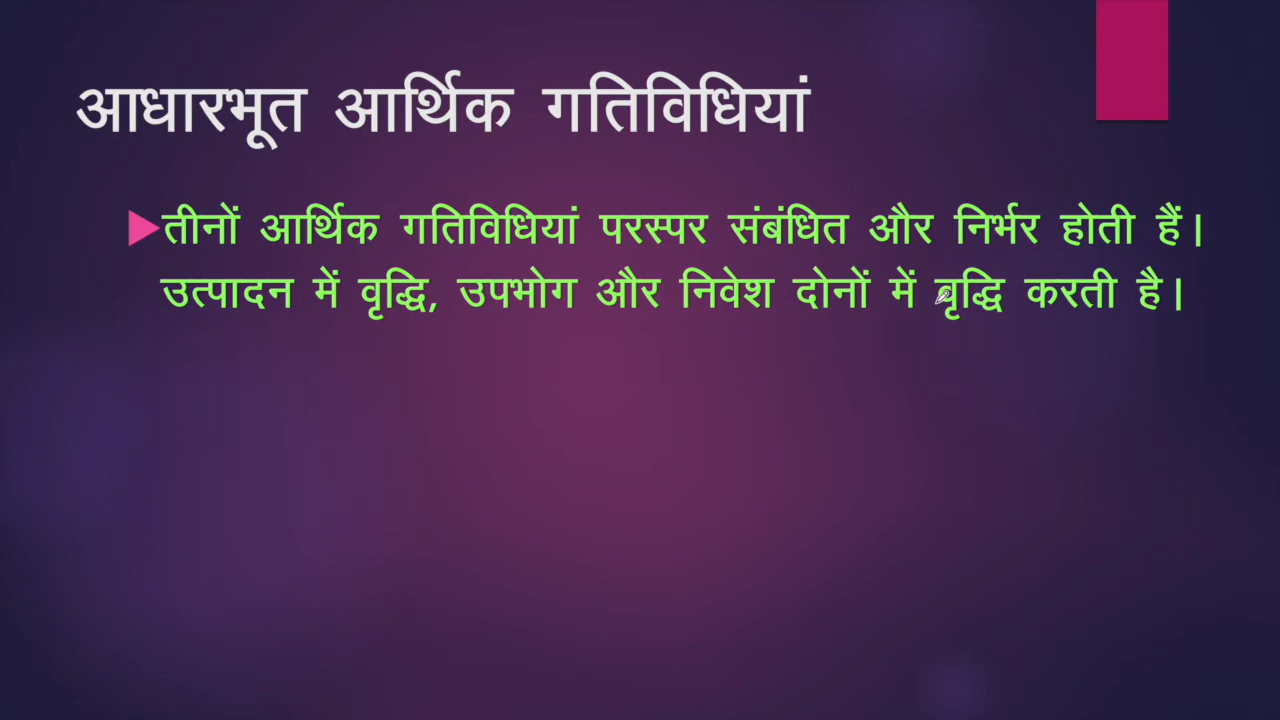 आधारभूत आर्थिक गतिविधियां
तीनों आर्थिक गतिविधियां परस्पर संबंधित और निर्भर होती हैं।
उत्पादन में वृद्धि, उपभोग और निवेश दोनों में वृद्धि करती है।